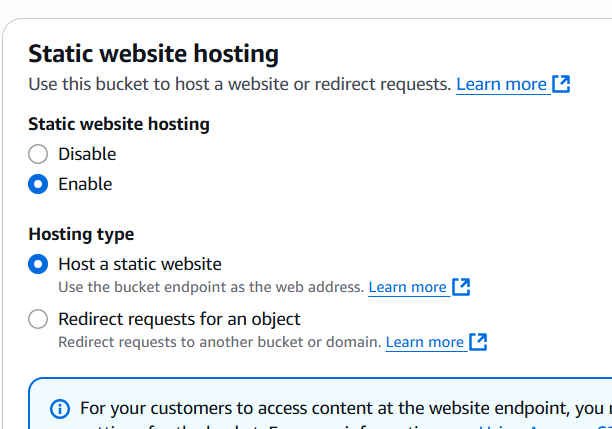 Static website hosting
Use this bucket to host a website or redirect requests. Learn more
Static website hosting
Disable
Enable
Hosting type
Host a static website
Use the bucket endpoint as the web address. Learn more
Redirect requests for an object
Redirect requests to another bucket or domain. Learn more
For your customers to access content at the website endpoint, you